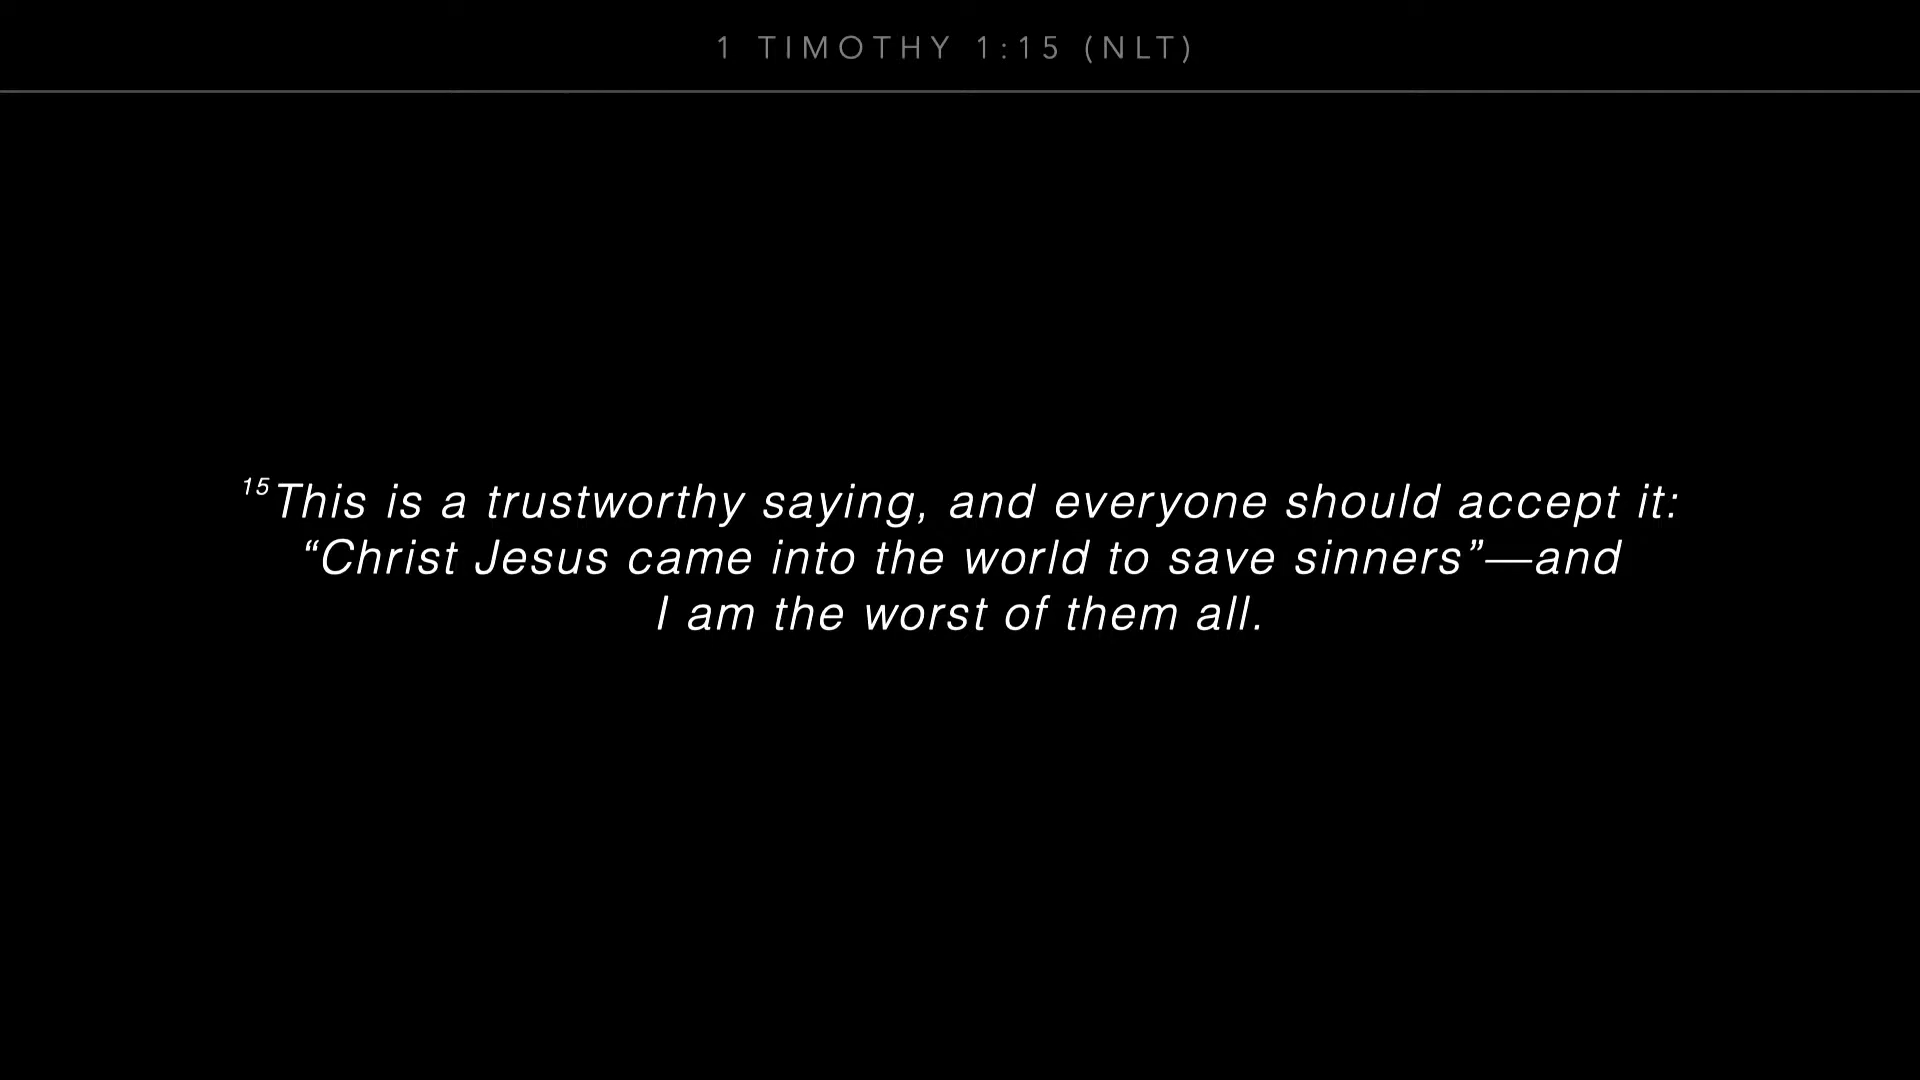 1 TIMOTHY 1:15 (NLT)
15 This is a trustworthy saying, and everyone should accept it:
“Christ Jesus came into the world to save sinners”—and
I am the worst of them all.